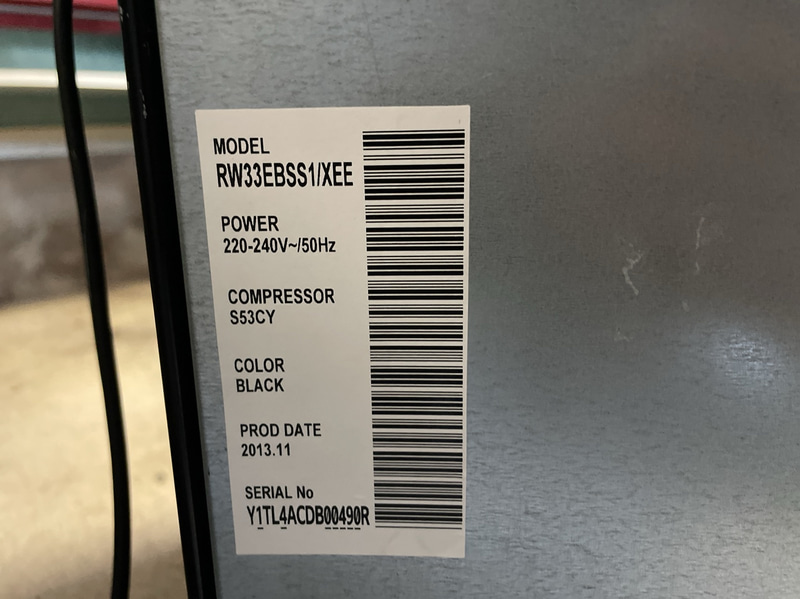 MODEL
RW33EBSS1/XEE
POWER
220-240V~/50Hz
COMPRESSOR
S53CY
COLOR
BLACK
PROD DATE
2013.11
SERIAL No
Y1TL4ACDB00490R